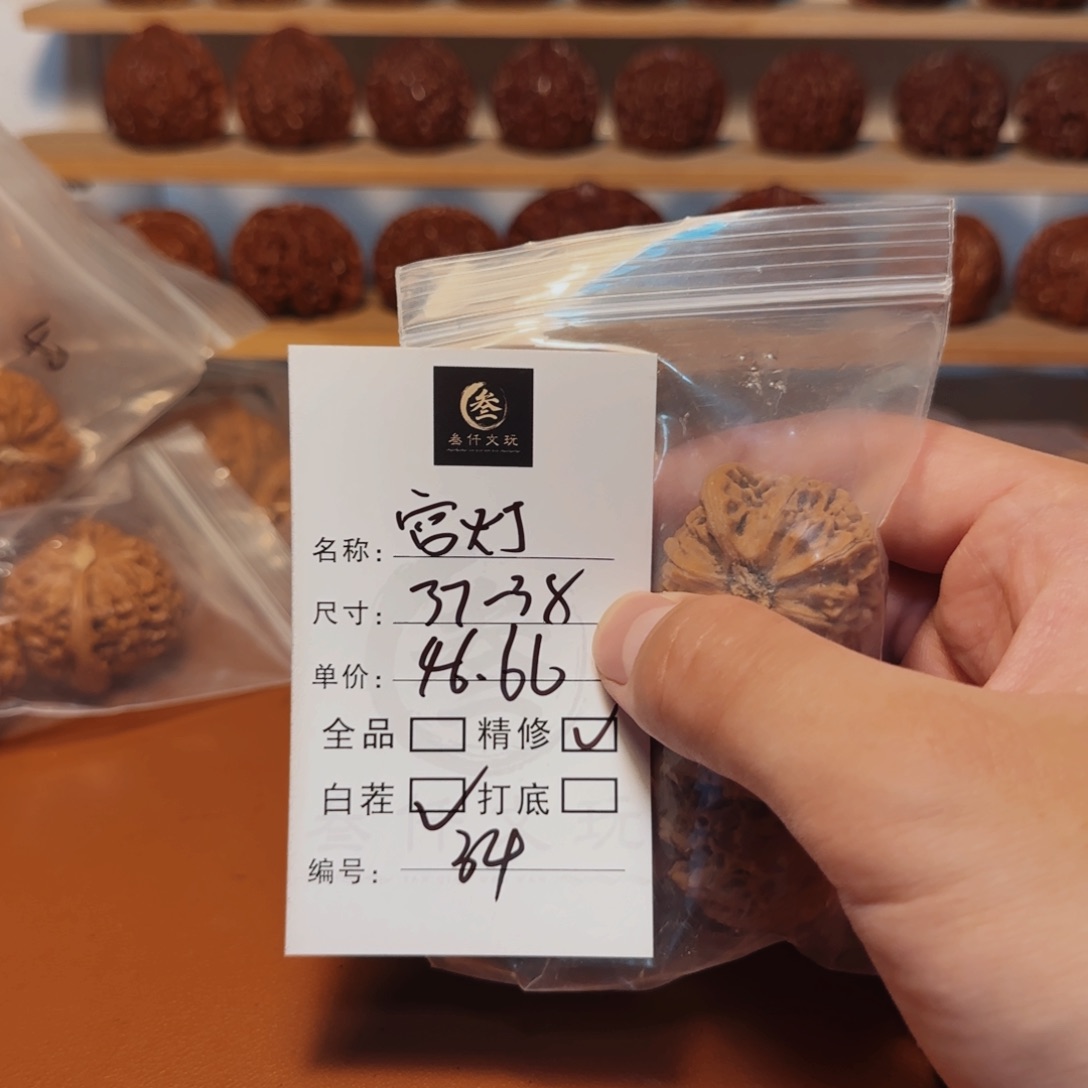 叁
叁仟文玩
名称: 宫灯
尺寸: 37-38
单价: 46.66
全品 精修 ✓
白茬 ✓ 打底
编号: 34